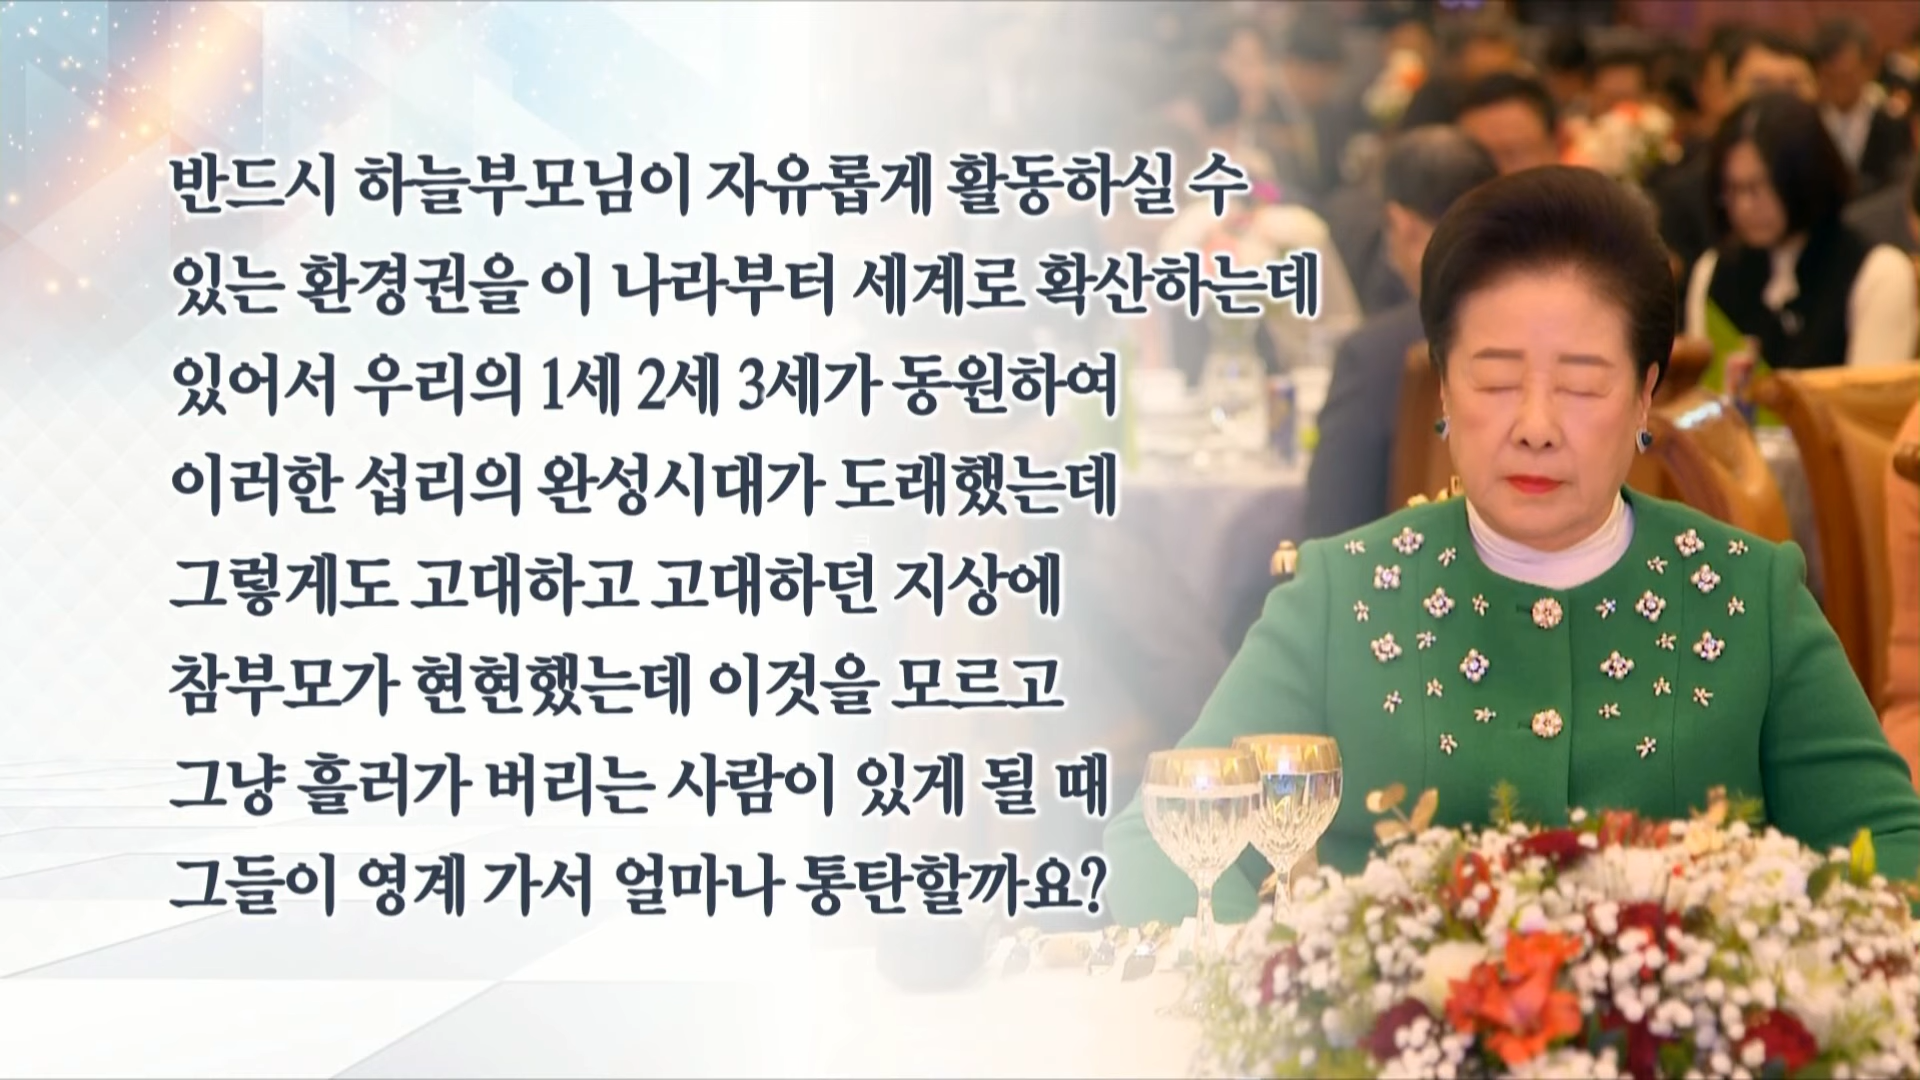 반드시 하늘부모님이 자유롭게 활동하실 수
있는 환경권을 이 나라부터 세계로 확산하는데
있어서 우리의 1세 2세 3세가 동원하여
이러한 섭리의 완성시대가 도래했는데
그렇게도 고대하고 고대하던 지상에
참부모가 현현했는데 이것을 모르고
그냥 흘러가 버리는 사람이 있게 될 때
그들이 영계 가서 얼마나 통탄할까요?